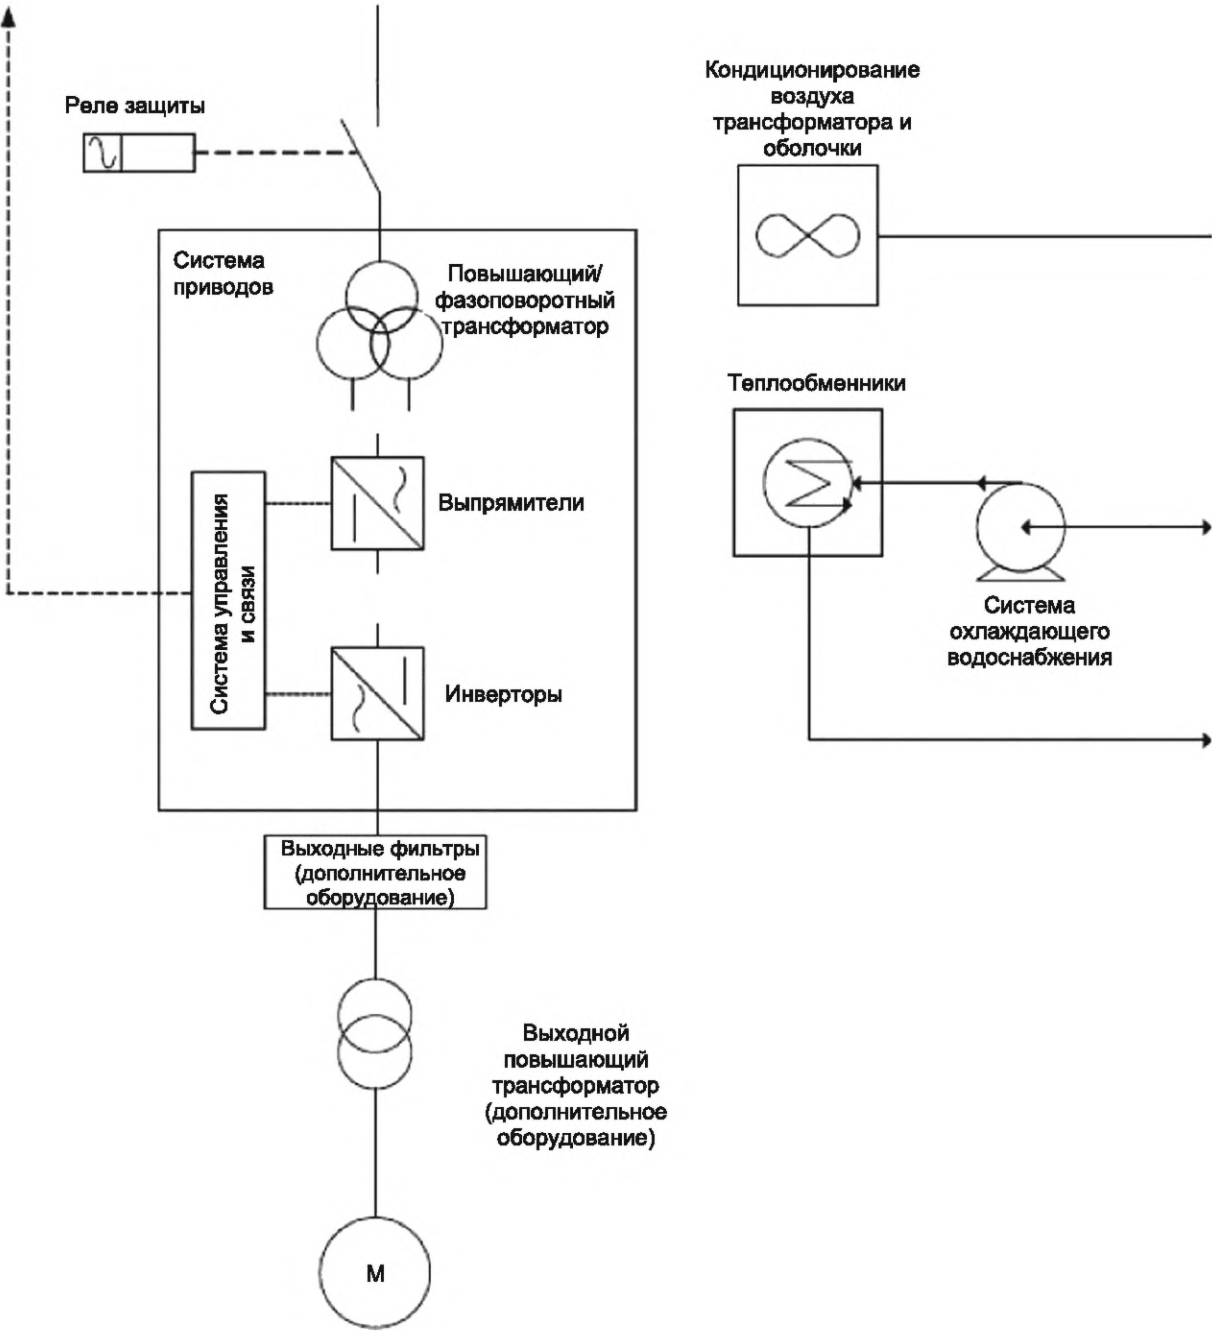 Реле защиты
Кондиционирование
воздуха
трансформатора и
оболочки
Система
приводов
Повышающий/
фазоповоротный
трансформатор
Теплообменники
Выпрямители
Система управления
и связи
Инверторы
Система
охлаждающего
водоснабжения
Выходные фильтры
(дополнительное
оборудование)
Выходной
повышающий
трансформатор
(дополнительное
оборудование)
М